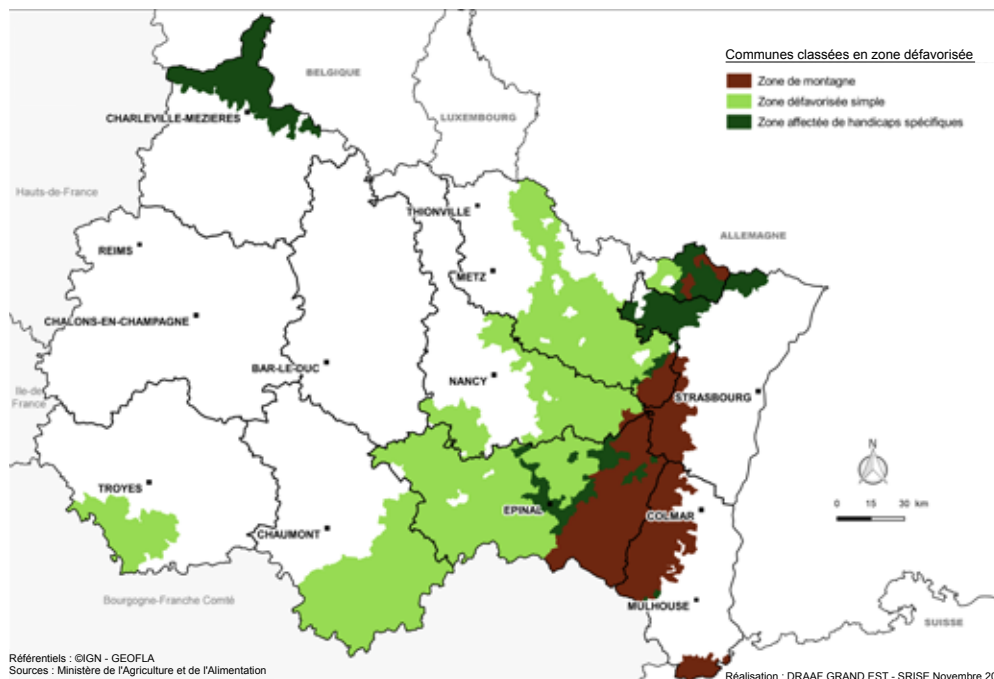 Communes classées en zone défavorisée
Zone de montagne
Zone défavorisée simple
Zone affectée de handicaps spécifiques
BELGIQUE
CHARLEVILLE-MEZIERES
LUXEMBOURG
Hauts-de-France
THIONVILLE
ALLEMAGNE
REIMS
METZ
CHALONS-EN-CHAMPAGNE
BAR-LE-DUC
NANCY
Ile-de-
France
STRASBOURG
N
TROYES
0 15 30 km
EPINAL
COLMAR
CHAUMONT
Bourgogne-Franche Comté
MULHOUSE
SUISSE
Référentiels : ©IGN - GEOFLA
Sources : Ministère de l'Agriculture et de l'Alimentation
Réalisation : DRAAF GRAND EST - SRISE Novembre 20